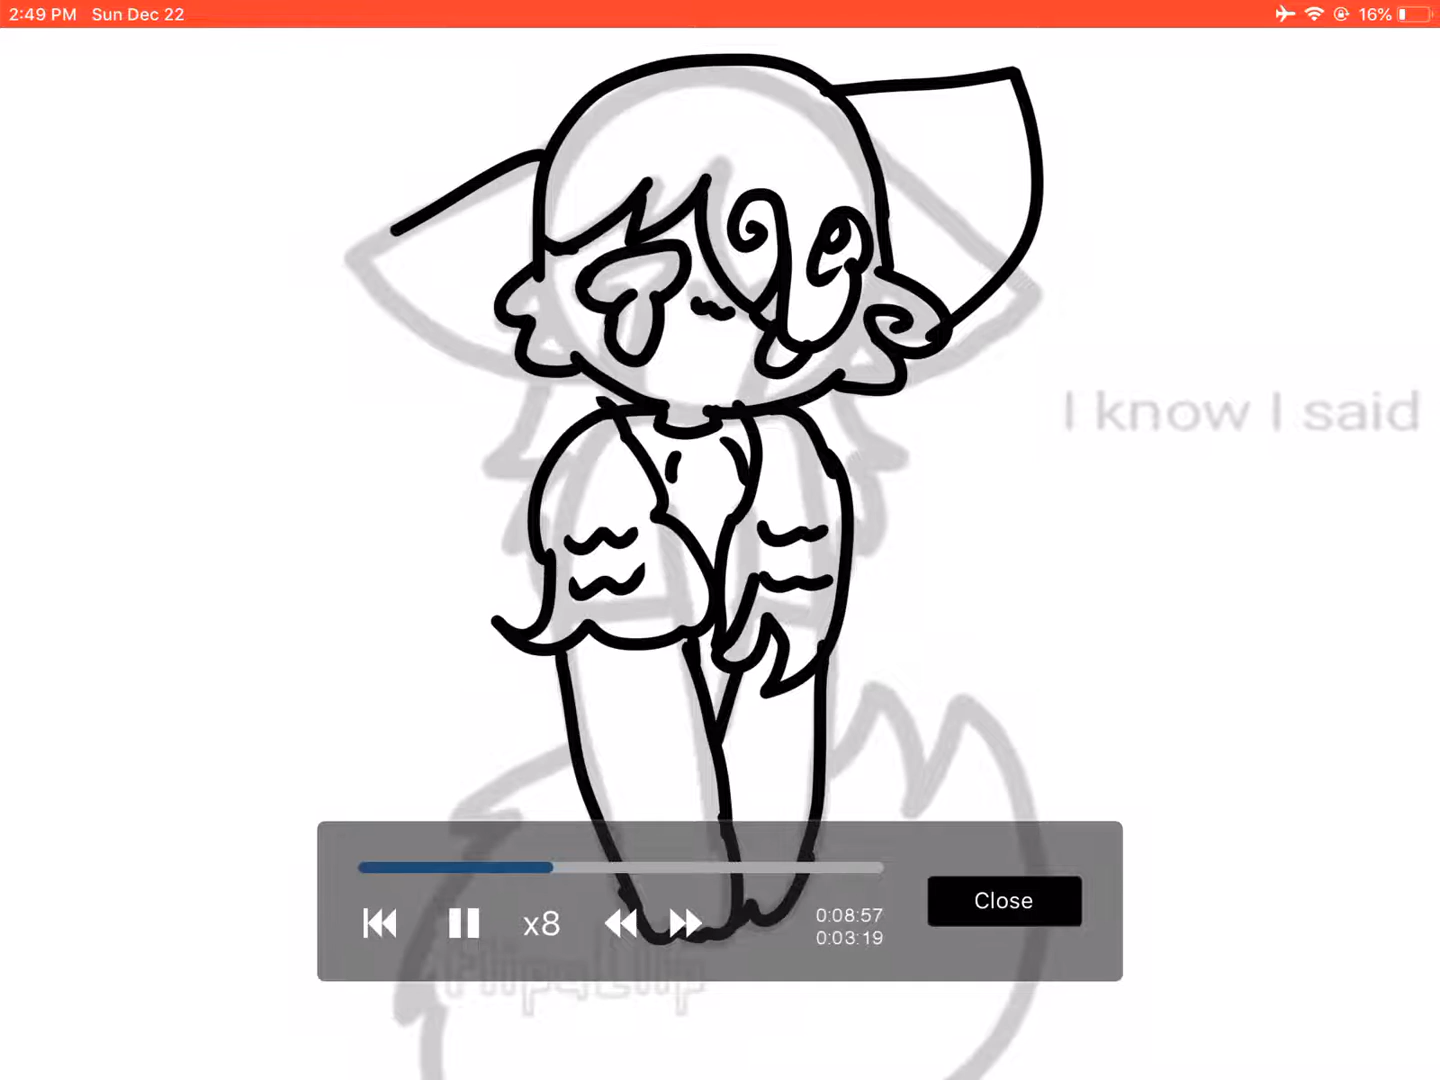 2:49 PM Sun Dec 22
16%
I know I said
x8
0:08:57
0:03:19
Close